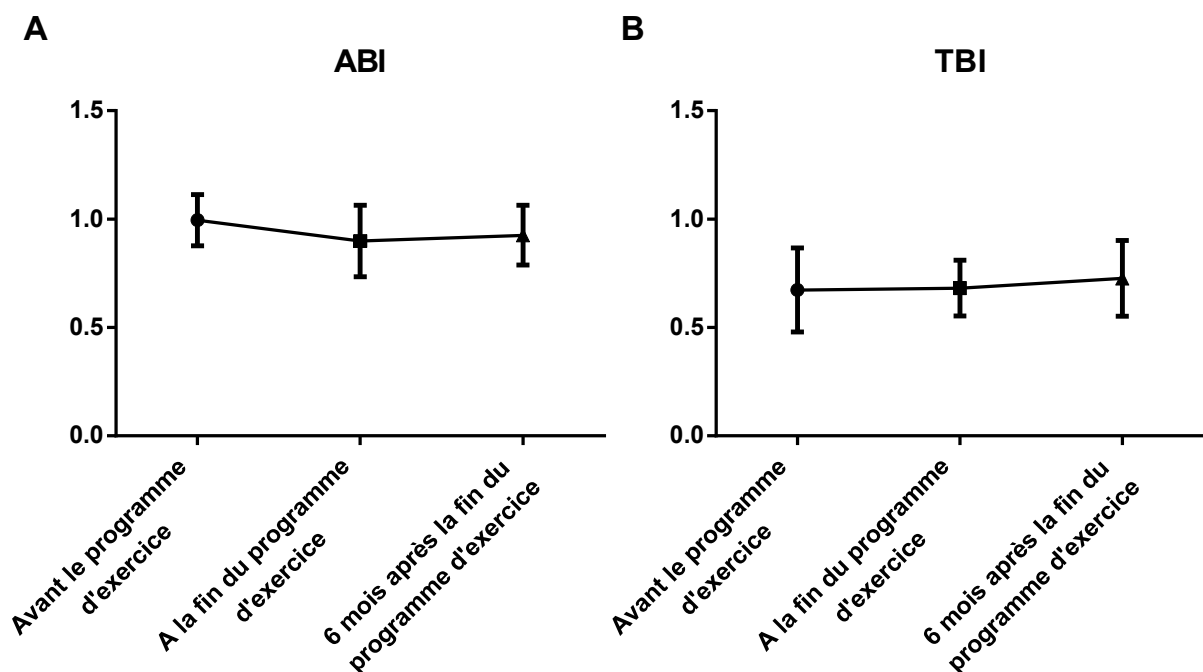 A
ABI
1.5
1.0
0.5
0.0
Avant le programme
d'exercice
A la fin du programme
d'exercice
6 mois après la fin du
programme d'exercice
B
TBI
1.5
1.0
0.5
0.0
Avant le programme
d'exercice
A la fin du programme
d'exercice
6 mois après la fin du
programme d'exercice